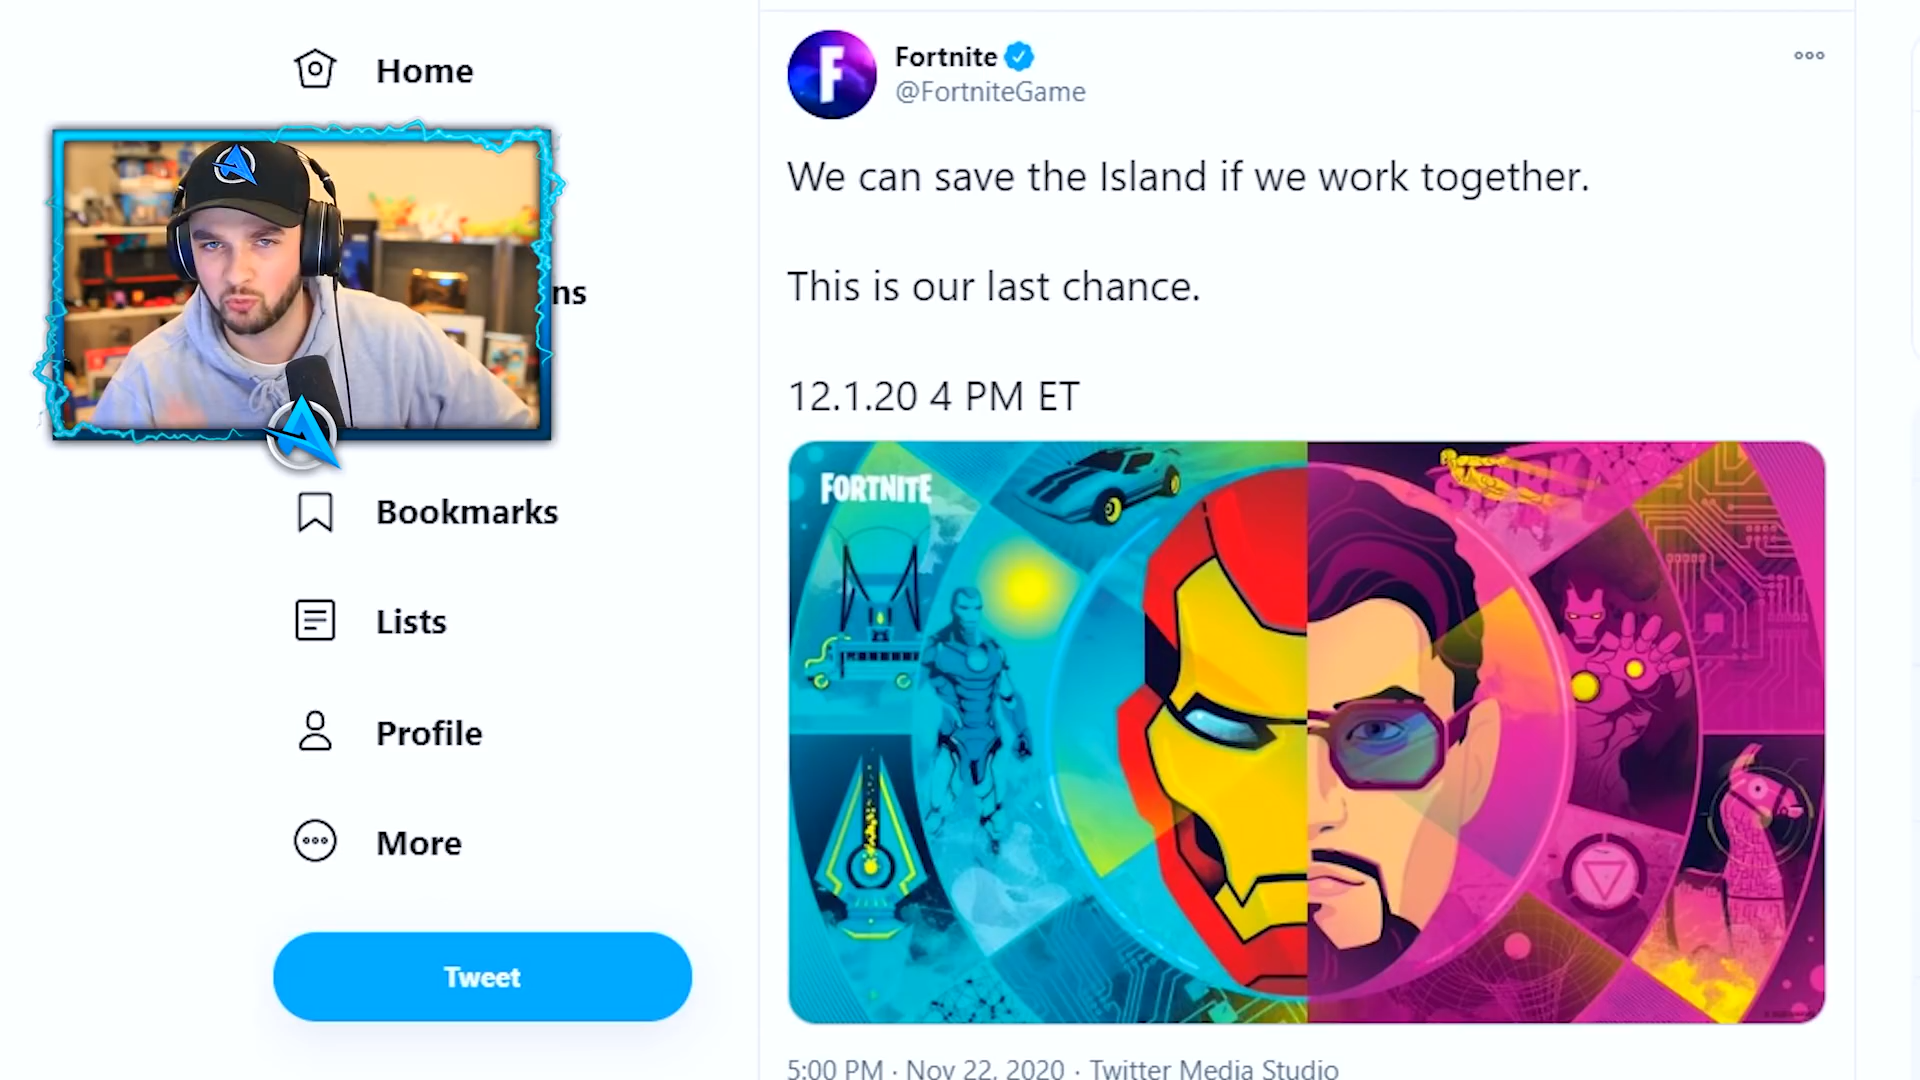 Home
ns
Bookmarks
Lists
Profile
More
Tweet
Fortnite
@FortniteGame
We can save the Island if we work together.
This is our last chance.
12.1.20 4 PM ET
FORTNITE
5:00 PM · Nov 22, 2020 · Twitter Media Studio